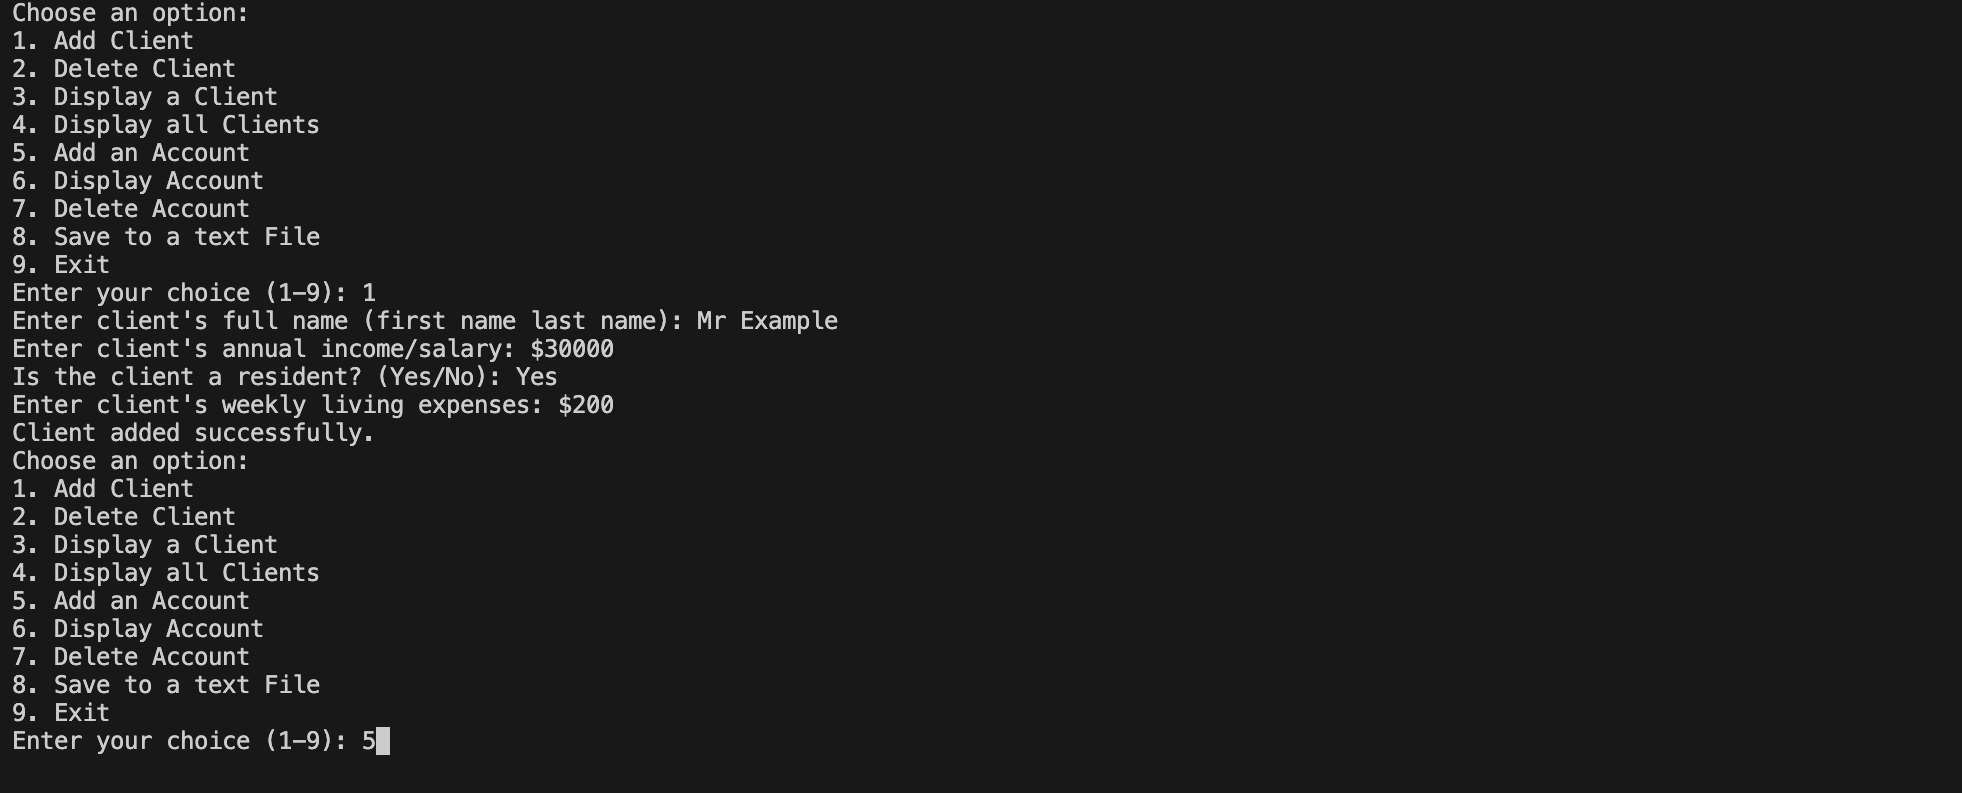 Choose an option:
1. Add Client
2. Delete Client
3. Display a Client
4. Display all Clients
5. Add an Account
6. Display Account
7. Delete Account
8. Save to a text File
9. Exit
Enter your choice (1-9): 1
Enter client's full name (first name last name): Mr Example
Enter client's annual income/salary: $30000
Is the client a resident? (Yes/No): Yes
Enter client's weekly living expenses: $200
Client added successfully.
Choose an option:
1. Add Client
2. Delete Client
3. Display a Client
4. Display all Clients
5. Add an Account
6. Display Account
7. Delete Account
8. Save to a text File
9. Exit
Enter your choice (1-9): 5